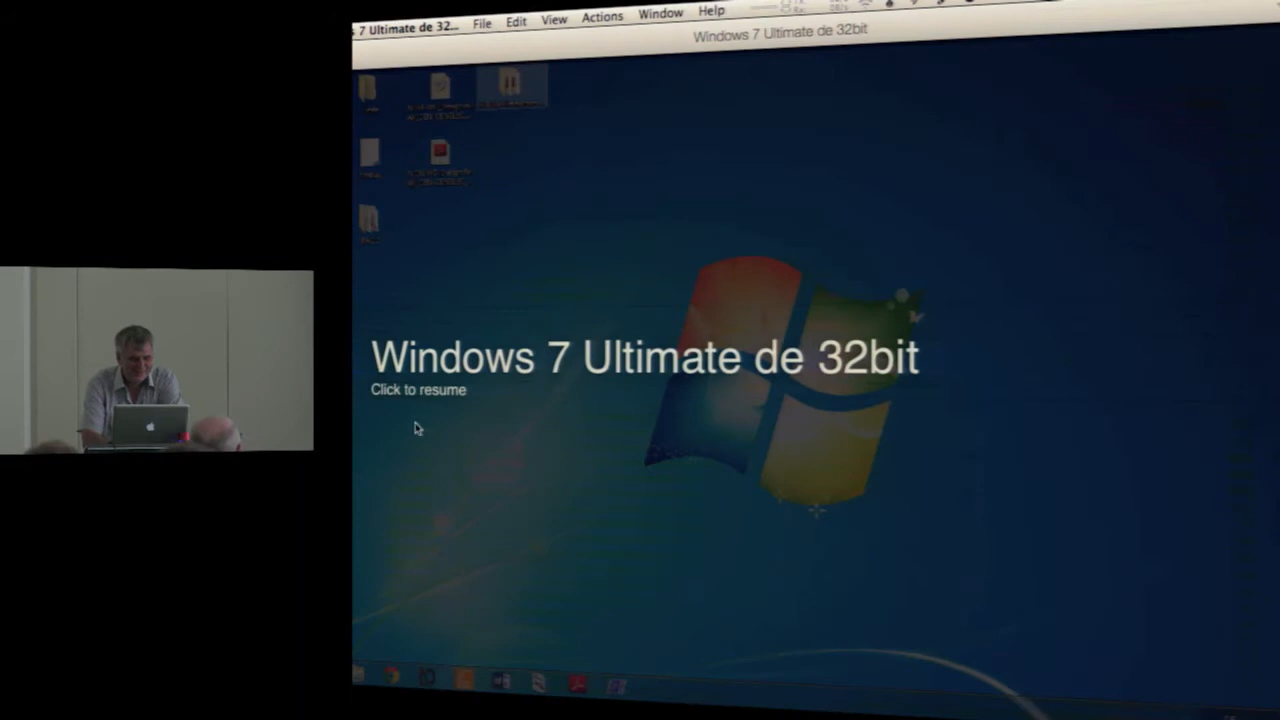 7 Ultimate de 32... File Edit View Actions Window Help
Windows 7 Ultimate de 32bit
Windows 7 Ultimate de 32bit
Click to resume